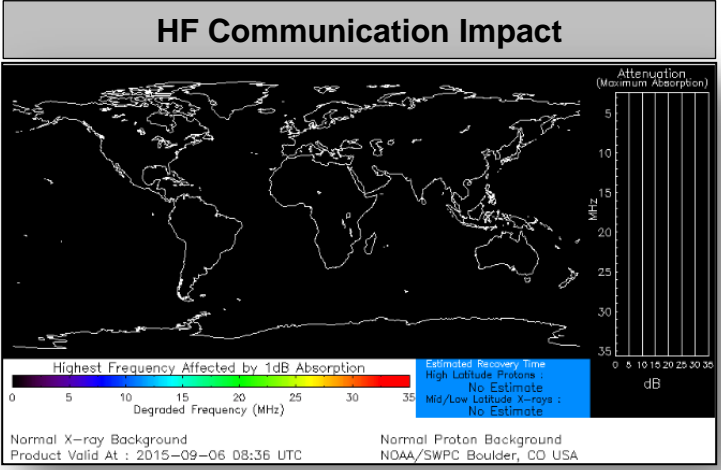 HF Communication Impact
Attenuation
(Maximum Absorption)
5
10
15
20
25
30
35
MHz
0 5 10 15 20 25 30 35
dB
Highest Frequency Affected by 1dB Absorption
0 5 10 15 20 25 30 35
Degraded Frequency (MHz)
Estimated Recovery Time
High Latitude Protons :
No Estimate
Mid/Low Latitude X-rays :
No Estimate
Normal X-ray Background
Normal Proton Background
Product Valid At : 2015-09-06 08:36 UTC
NOAA/SWPC Boulder, CO USA